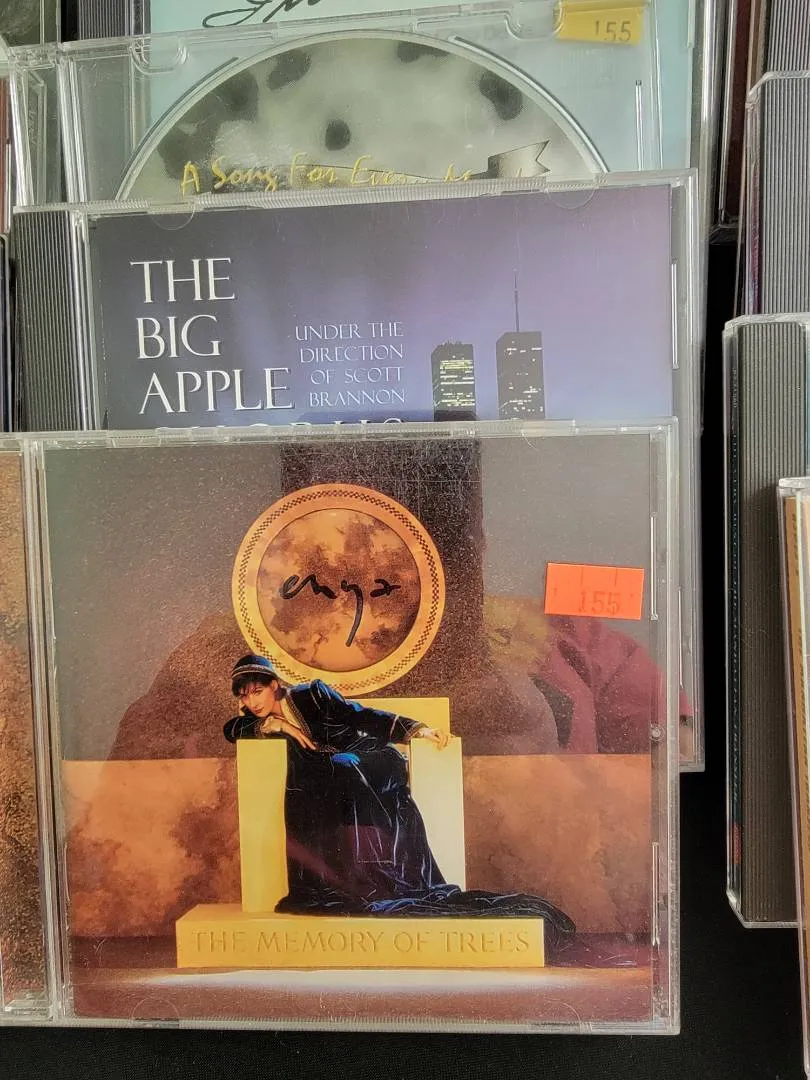 155
A Song For
THE
BIG
APPLE
UNDER THE
DIRECTION
OF SCOTT
BRANNON
enya
155
THE MEMORY OF TREES